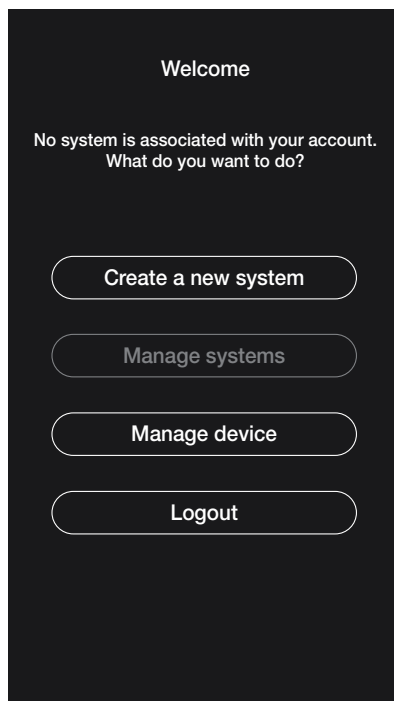 Welcome
No system is associated with your account.
What do you want to do?
Create a new system
Manage systems
Manage device
Logout